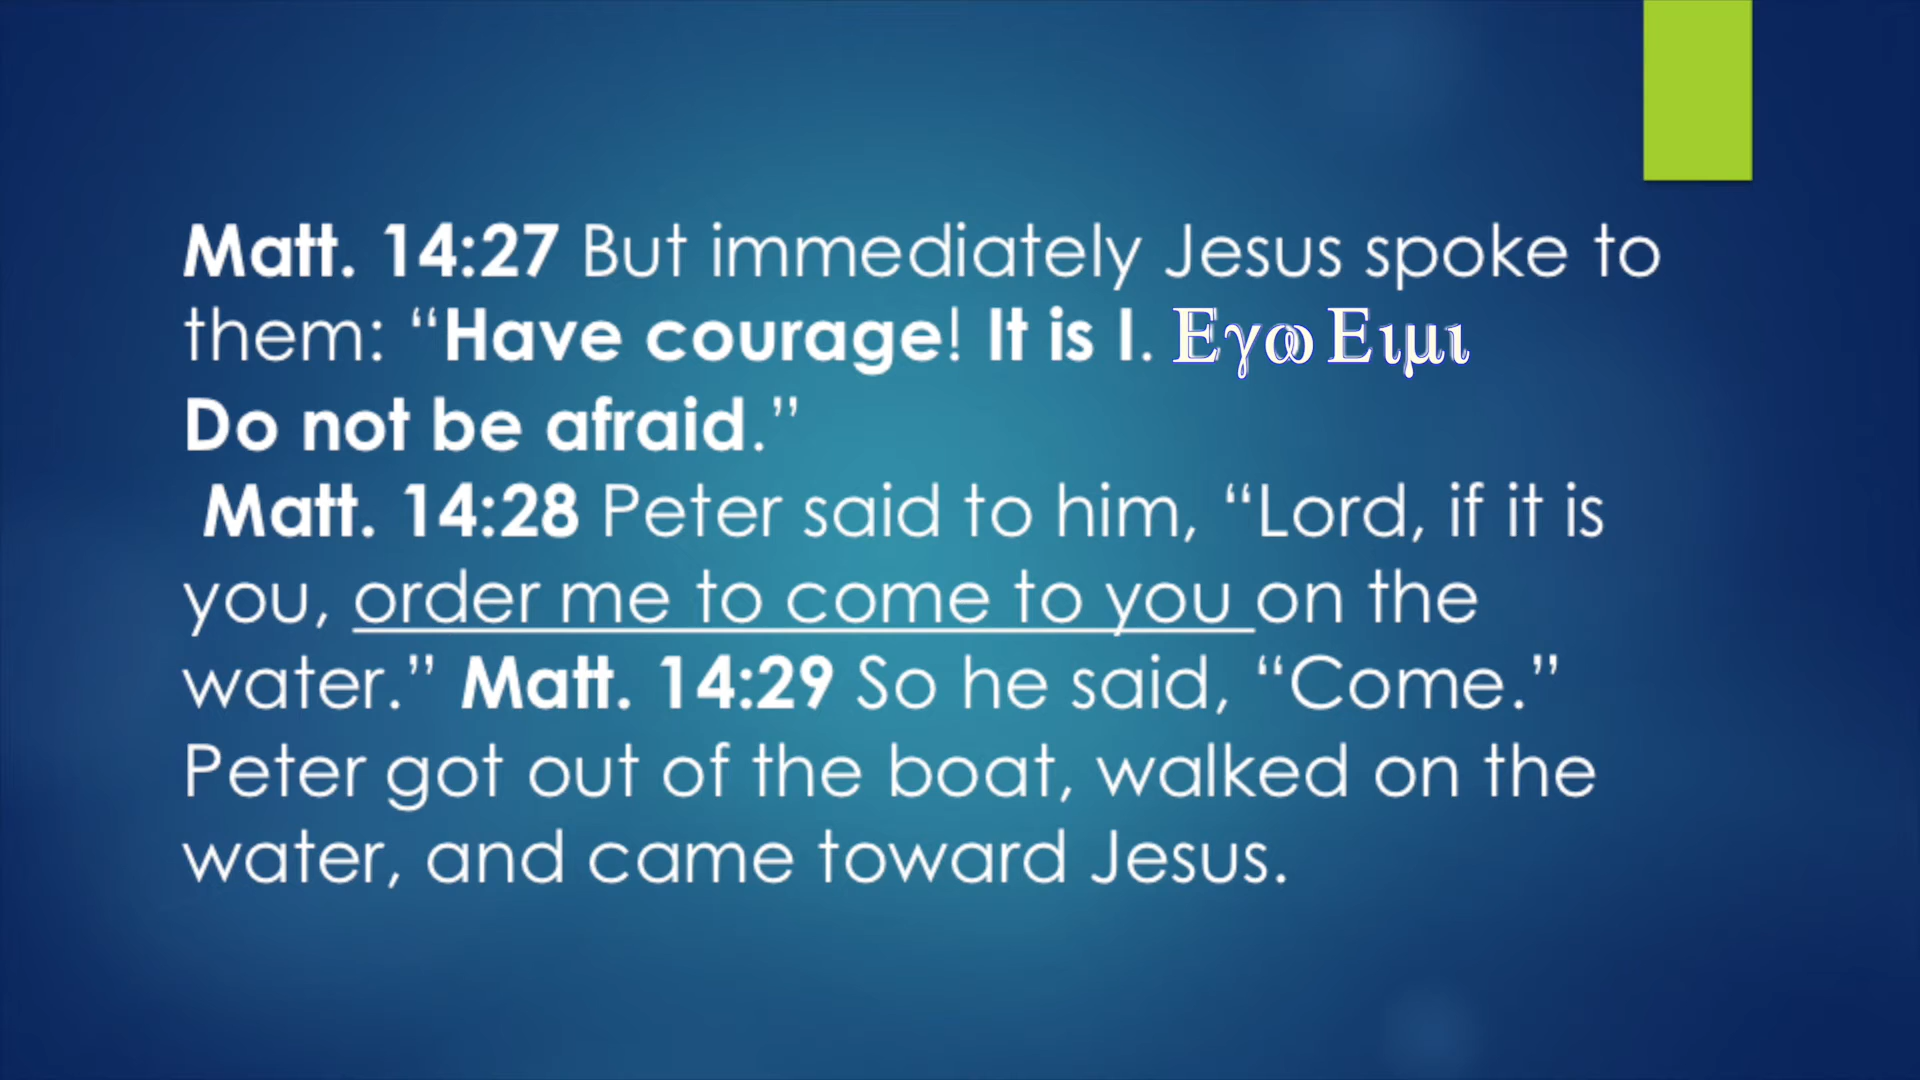 Matt. 14:27 But immediately Jesus spoke to
them: “Have courage! It is I. Εγω Ειμι
Do not be afraid.”
Matt. 14:28 Peter said to him, “Lord, if it is
you, order me to come to you on the
water.” Matt. 14:29 So he said, “Come.”
Peter got out of the boat, walked on the
water, and came toward Jesus.